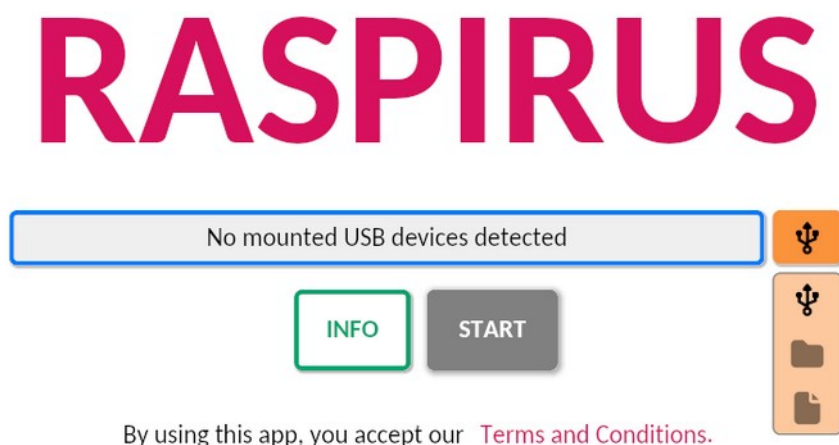 RASPIRUS
No mounted USB devices detected
INFO START
By using this app, you accept our Terms and Conditions.